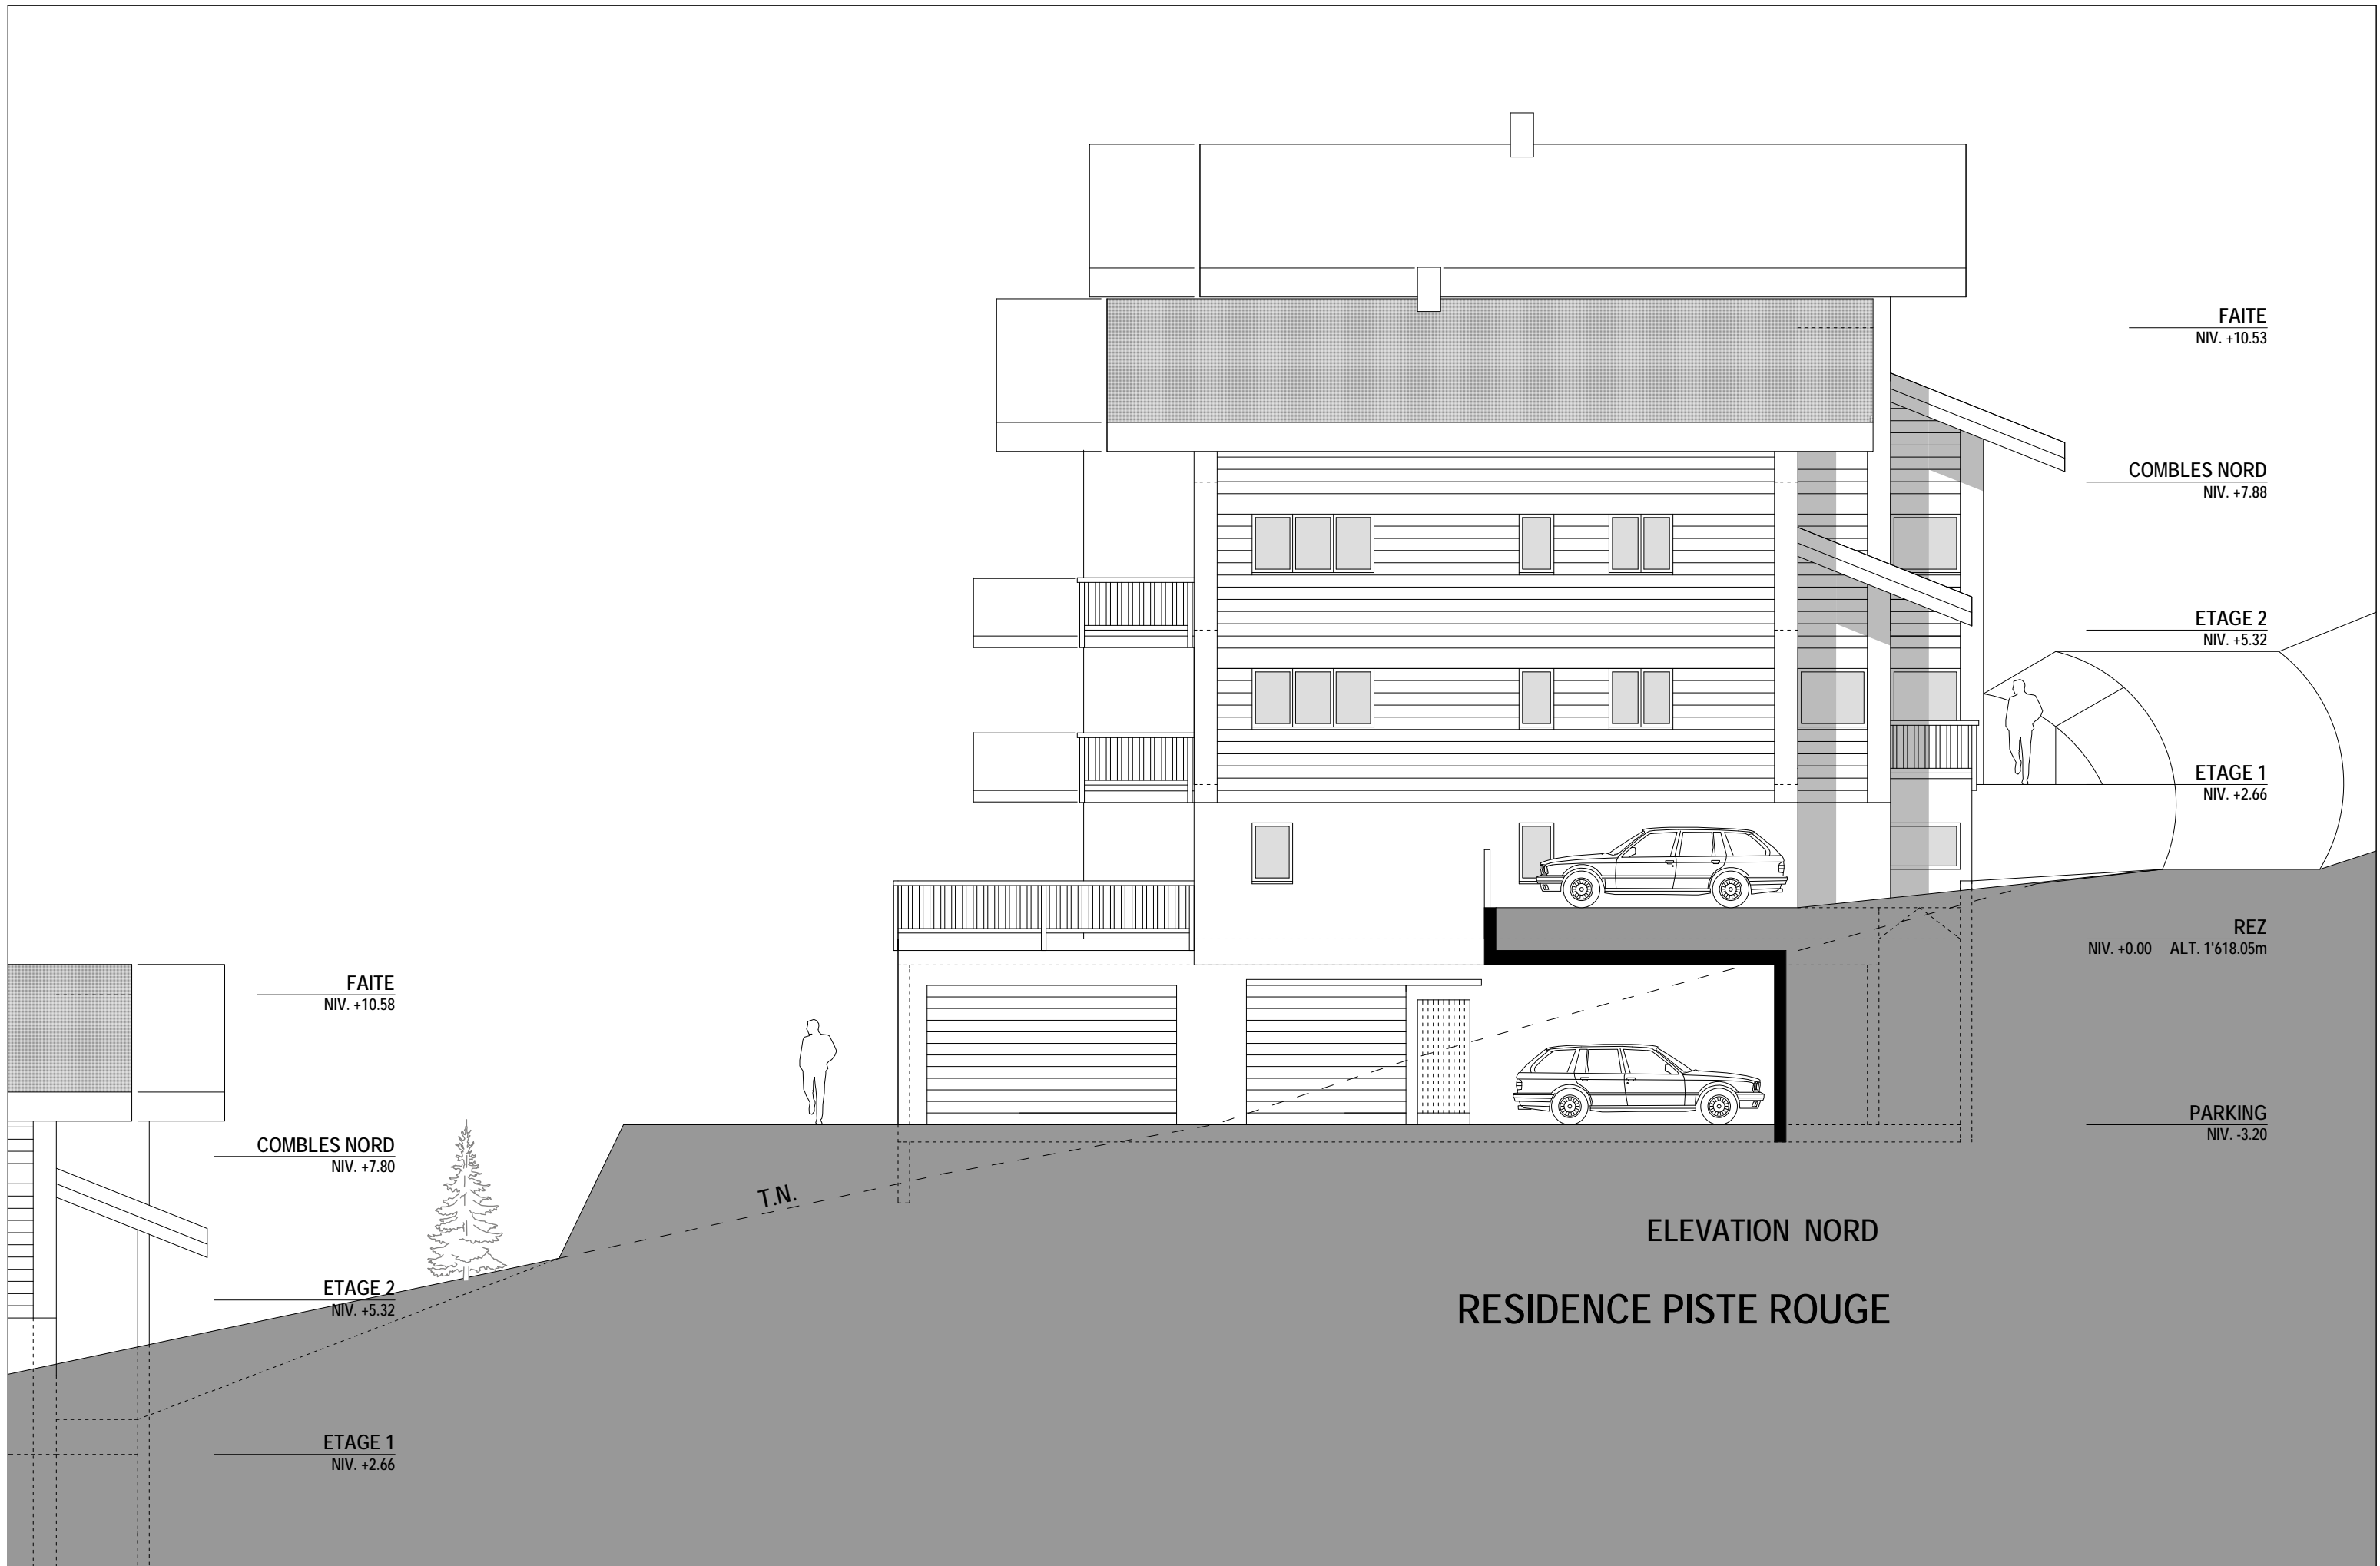 FAITE
NIV. +10.53
COMBLES NORD
NIV. +7.88
ETAGE 2
NIV. +5.32
ETAGE 1
NIV. +2.66
REZ
NIV. +0.00 ALT. 1'618.05m
PARKING
NIV. -3.20
FAITE
NIV. +10.58
COMBLES NORD
NIV. +7.80
ETAGE 2
NIV. +5.32
ETAGE 1
NIV. +2.66
T.N.
ELEVATION NORD
RESIDENCE PISTE ROUGE